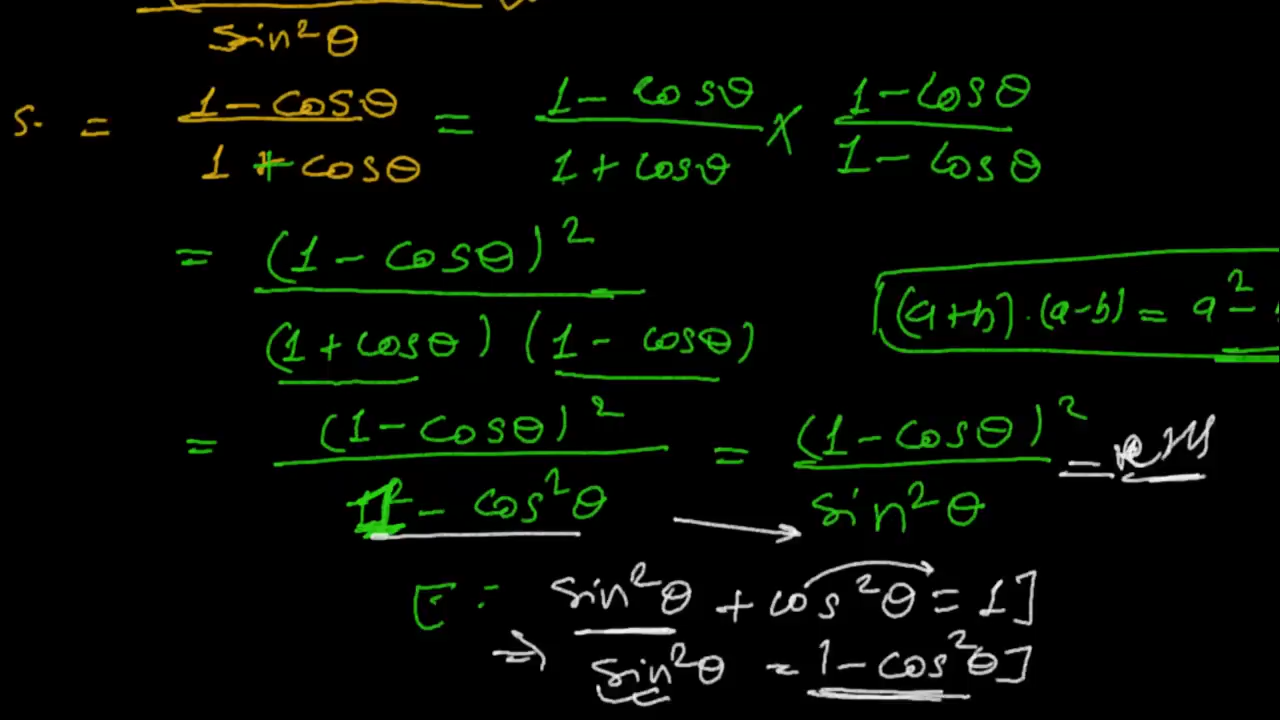 sin²θ
S. = (1 - cosθ)/(1 + cosθ) = (1 - cosθ)/(1 + cosθ) × (1 - cosθ)/(1 - cosθ)
= (1 - cosθ)²/(1 + cosθ)(1 - cosθ)
[(a+b).(a-b) = a² -
= (1 - cosθ)²/1² - cos²θ = (1 - cosθ)²/sin²θ = RHS
[∵ sin²θ + cos²θ = 1]
⇒ sin²θ = 1 - cos²θ]